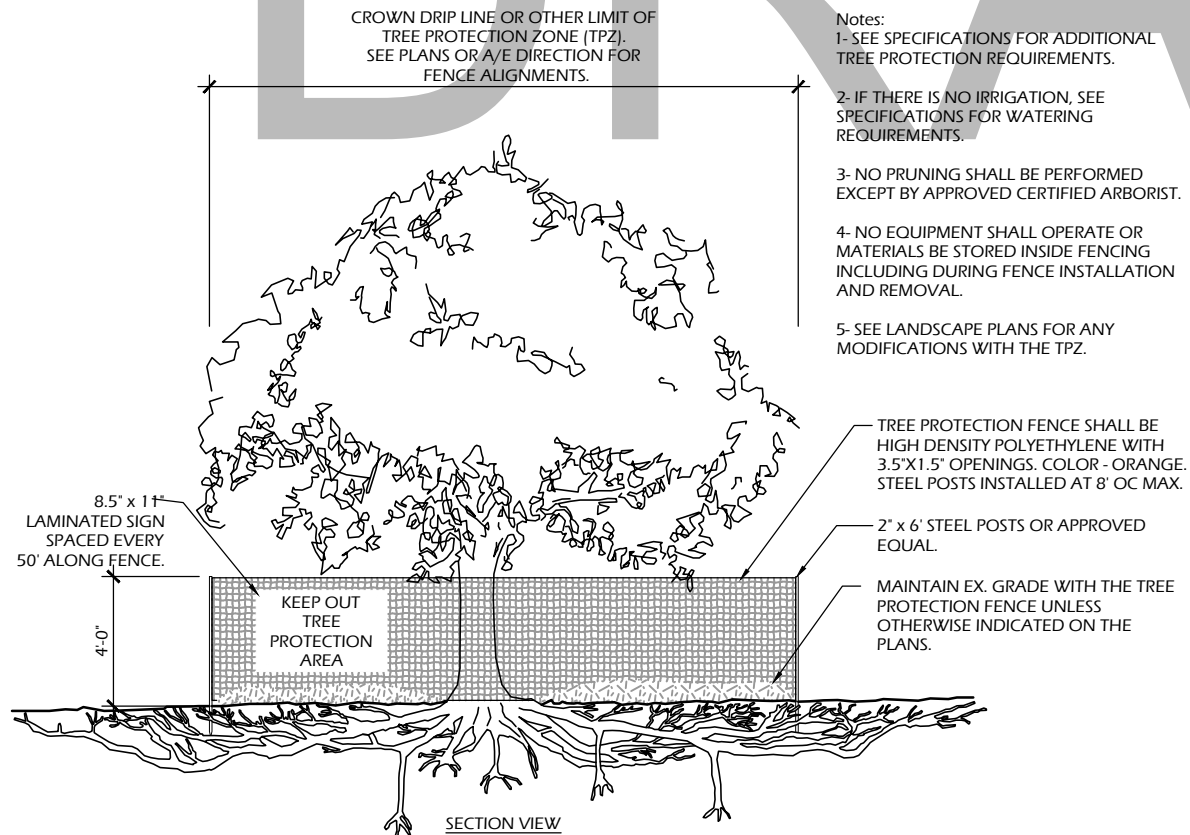 CROWN DRIP LINE OR OTHER LIMIT OF
TREE PROTECTION ZONE (TPZ).
SEE PLANS OR A/E DIRECTION FOR
FENCE ALIGNMENTS.
Notes:
1- SEE SPECIFICATIONS FOR ADDITIONAL
TREE PROTECTION REQUIREMENTS.
2- IF THERE IS NO IRRIGATION, SEE
SPECIFICATIONS FOR WATERING
REQUIREMENTS.
3- NO PRUNING SHALL BE PERFORMED
EXCEPT BY APPROVED CERTIFIED ARBORIST.
4- NO EQUIPMENT SHALL OPERATE OR
MATERIALS BE STORED INSIDE FENCING
INCLUDING DURING FENCE INSTALLATION
AND REMOVAL.
5- SEE LANDSCAPE PLANS FOR ANY
MODIFICATIONS WITH THE TPZ.
TREE PROTECTION FENCE SHALL BE
HIGH DENSITY POLYETHYLENE WITH
3.5"X1.5" OPENINGS. COLOR - ORANGE.
STEEL POSTS INSTALLED AT 8' OC MAX.
2" x 6' STEEL POSTS OR APPROVED
EQUAL.
MAINTAIN EX. GRADE WITH THE TREE
PROTECTION FENCE UNLESS
OTHERWISE INDICATED ON THE
PLANS.
8.5" x 11"
LAMINATED SIGN
SPACED EVERY
50' ALONG FENCE.
4'-0"
KEEP OUT
TREE
PROTECTION
AREA
SECTION VIEW